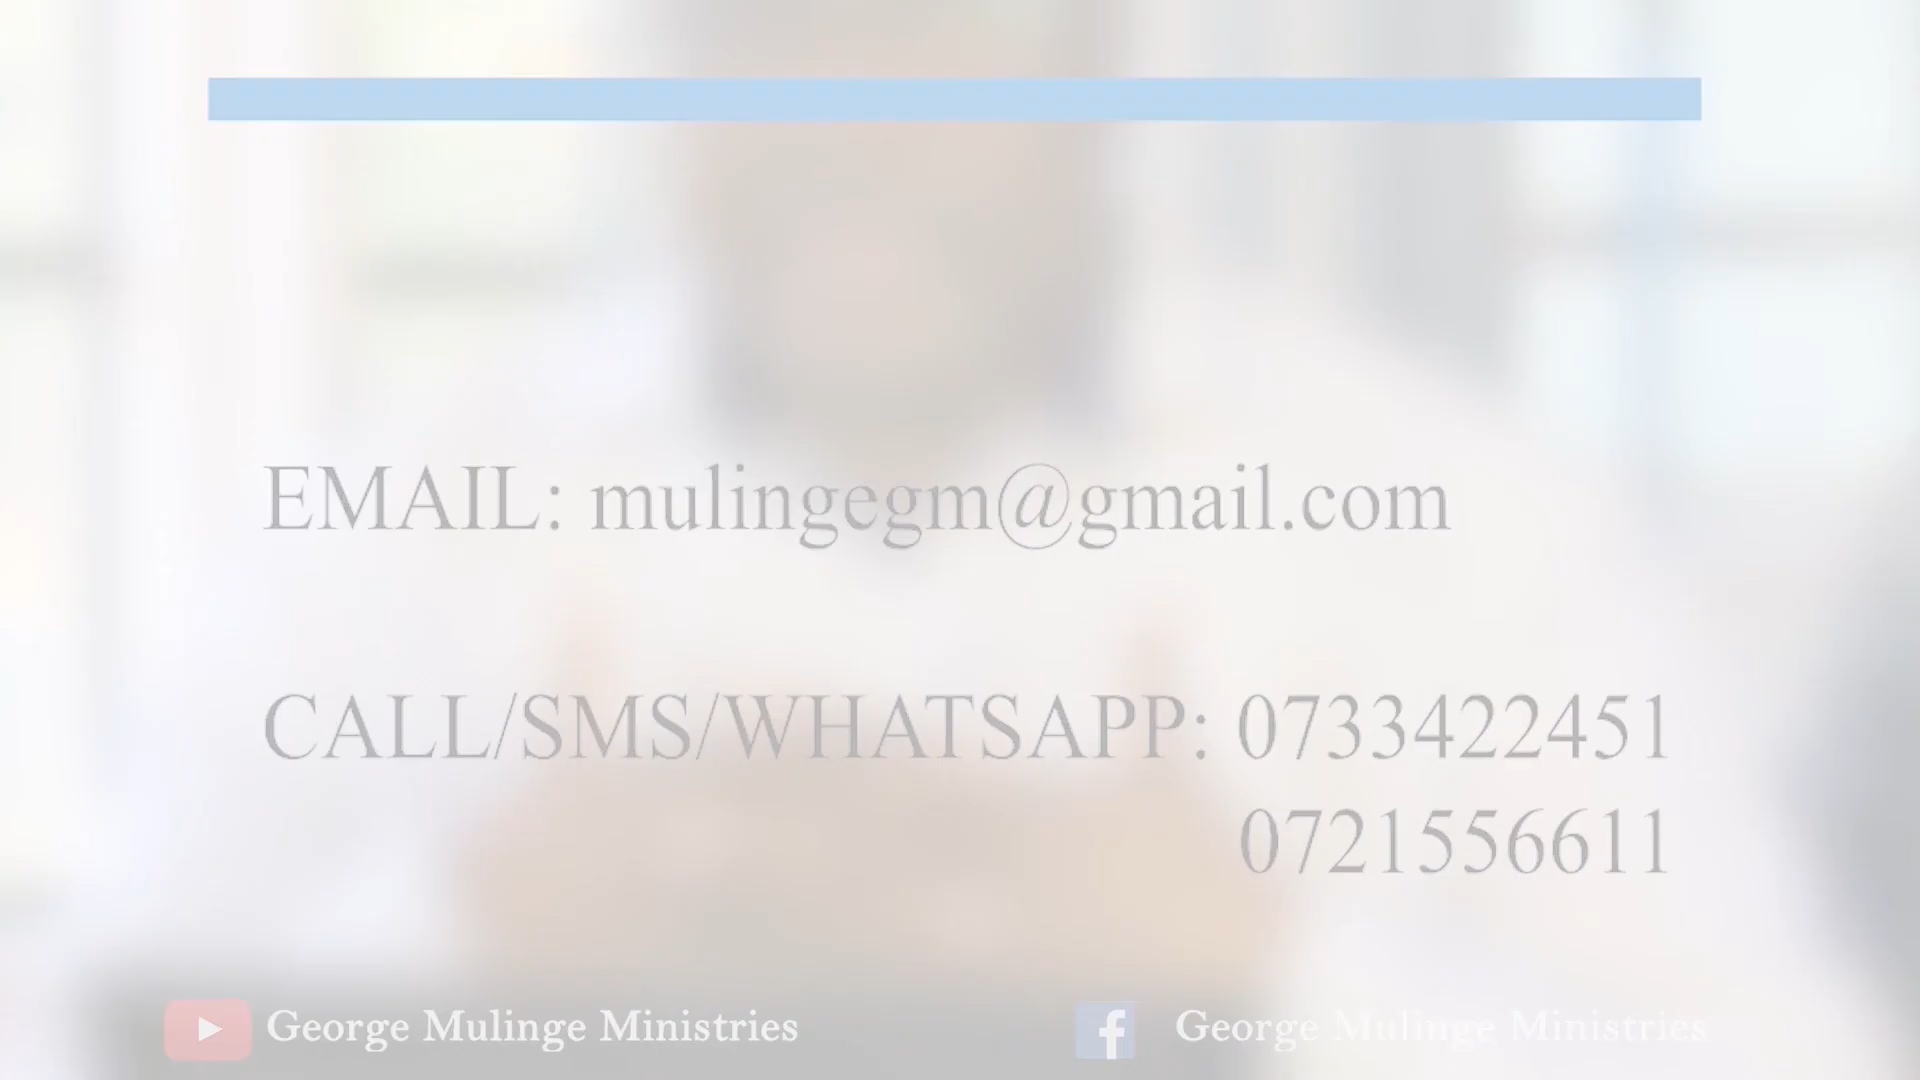 EMAIL: mulingegm@gmail.com
CALL/SMS/WHATSAPP: 0733422451
0721556611
George Mulinge Ministries
George Mulinge Ministries